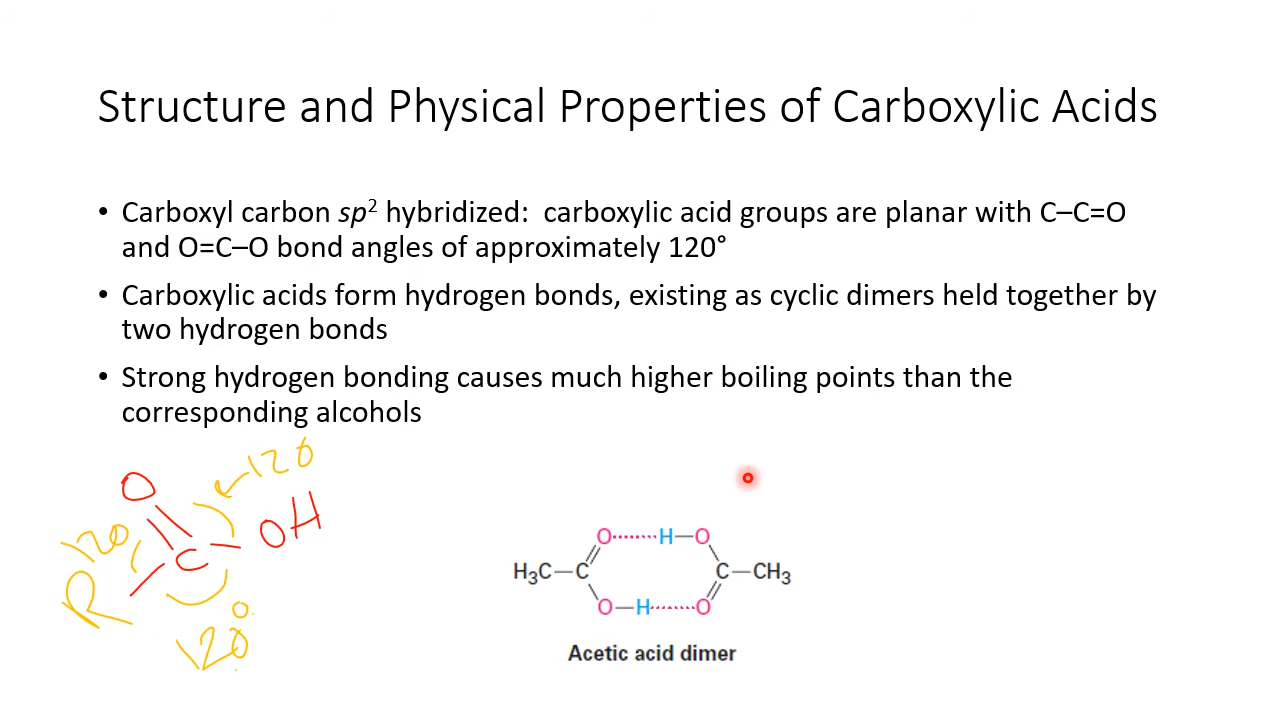 Structure and Physical Properties of Carboxylic Acids
• Carboxyl carbon sp² hybridized: carboxylic acid groups are planar with C–C=O
and O=C–O bond angles of approximately 120°
• Carboxylic acids form hydrogen bonds, existing as cyclic dimers held together by
two hydrogen bonds
• Strong hydrogen bonding causes much higher boiling points than the
corresponding alcohols
120
O
120
OH
C
R
120°
O H—O
H₃C—C C—CH₃
O—H O
Acetic acid dimer